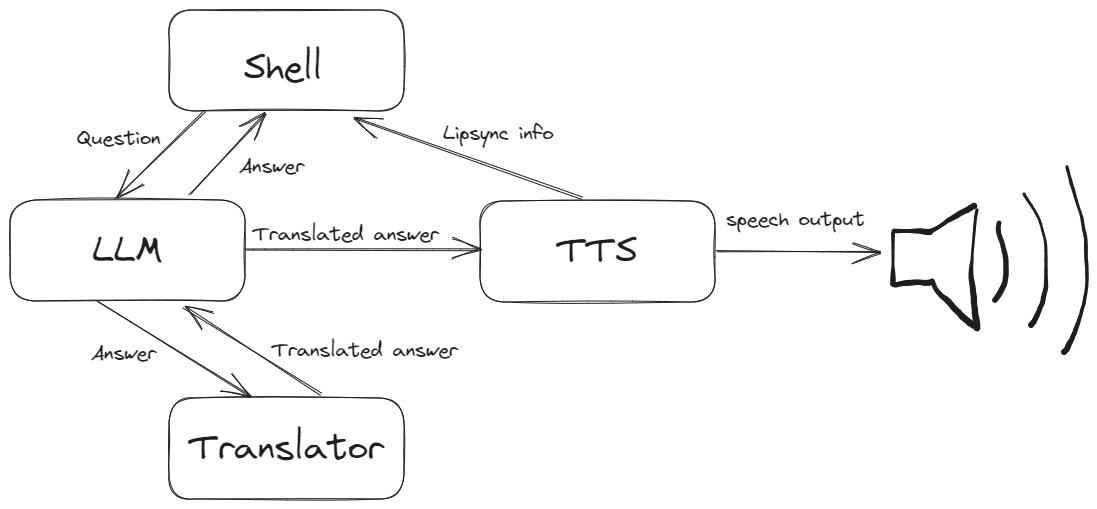 Shell
Question
Lipsync info
Answer
speech output
Translated answer
LLM
TTS
Answer
Translated answer
Translator